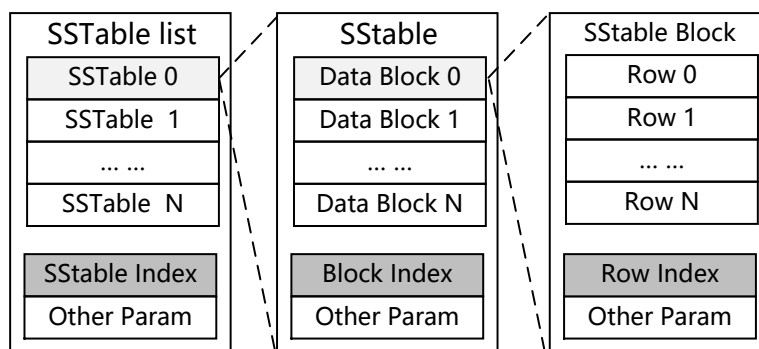 SSTable list
SSTable 0
SSTable 1
... ...
SSTable N
SStable Index
Other Param
SStable
Data Block 0
Data Block 1
... ...
Data Block N
Block Index
Other Param
SStable Block
Row 0
Row 1
... ...
Row N
Row Index
Other Param